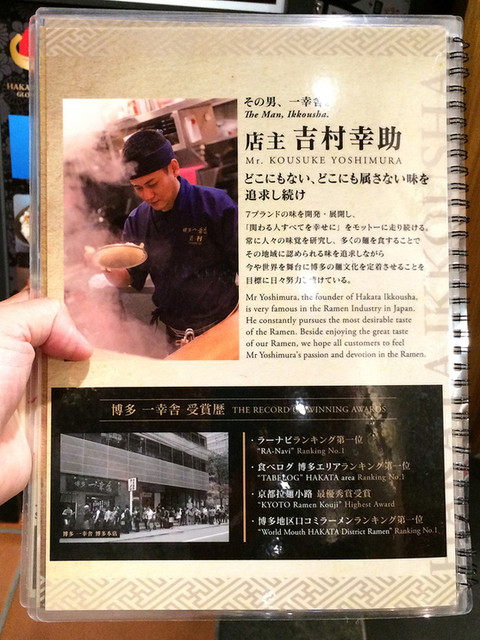 その男、一幸舎。
The Man, Ikkousha.
店主 吉村幸助
Mr. KOUSUKE YOSHIMURA
どこにもない、どこにも属さない味を
追求し続け
7ブランドの味を開発・展開し、
「関わる人すべてを幸せに」をモットーに走り続ける。
常に人々の味覚を研究し、多くの麺を食すことで
その地域に認められる味を追求しながら
今や世界を舞台に博多の麺文化を定着させることを
目標に日々努力し続けている。
Mr Yoshimura, the founder of Hakata Ikkousha,
is very famous in the Ramen Industry in Japan.
He constantly pursues the most desirable taste
of the Ramen. Beside enjoying the great taste
of our Ramen, we hope all customers to feel
Mr Yoshimura's passion and devotion in the Ramen.
博多 一幸舎 受賞歴 THE RECORD OF WINNING AWARDS
・ラーナビランキング第一位
"RA-Navi" Ranking No.1
・食べログ 博多エリアランキング第一位
"TABELOG" HAKATA area Ranking No.1
・京都拉麺小路 最優秀賞受賞
"KYOTO Ramen Kouji" Highest Award
・博多地区口コミラーメンランキング第一位
"World Mouth HAKATA District Ramen" Ranking No.1
博多 一幸舎 博多本店